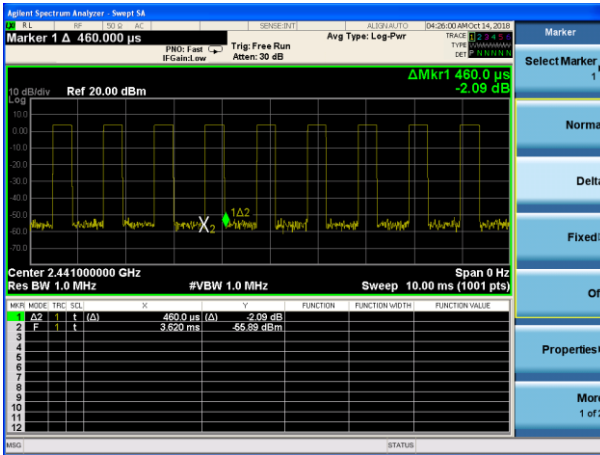 Agilent Spectrum Analyzer - Swept SA
RL RF 50 Ω AC SENSE:INT ALIGNAUTO 04:26:00 AM Oct 14, 2018
Marker 1 Δ 460.000 µs
Avg Type: Log-Pwr
TRACE 1 2 3 4 5 6
TYPE
DET P N N N N N
PNO: Fast
IFGain:Low
Trig: Free Run
Atten: 30 dB
ΔMkr1 460.0 µs
-2.09 dB
10 dB/div Ref 20.00 dBm
Log
10.0
0.00
-10.0
-20.0
-30.0
-40.0
-50.0
-60.0
-70.0
1Δ2
X2
Center 2.441000000 GHz Span 0 Hz
Res BW 1.0 MHz #VBW 1.0 MHz Sweep 10.00 ms (1001 pts)
MKR MODE TRC SCL X Y FUNCTION FUNCTION WIDTH FUNCTION VALUE
1 Δ2 1 t (Δ) 460.0 µs (Δ) -2.09 dB
2 F 1 t 3.620 ms -55.89 dBm
3
4
5
6
7
8
9
10
11
12
MSG STATUS
Marker
Select Marker
1
Norma
Delt
Fixed
Of
Properties
More
1 of 2